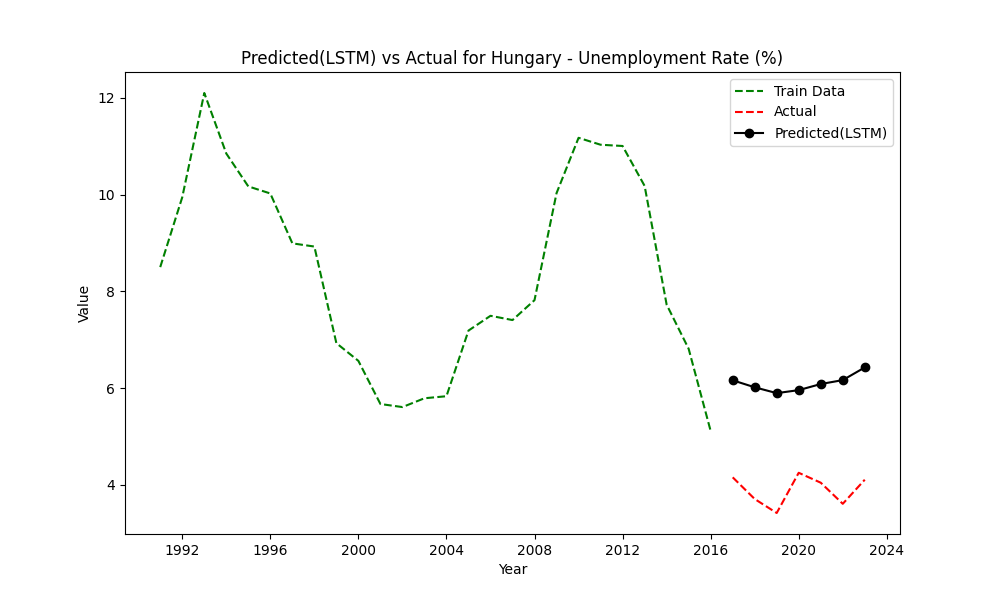 Predicted(LSTM) vs Actual for Hungary - Unemployment Rate (%)
Train Data
Actual
Predicted(LSTM)
12
10
8
6
4
Value
1992 1996 2000 2004 2008 2012 2016 2020 2024
Year